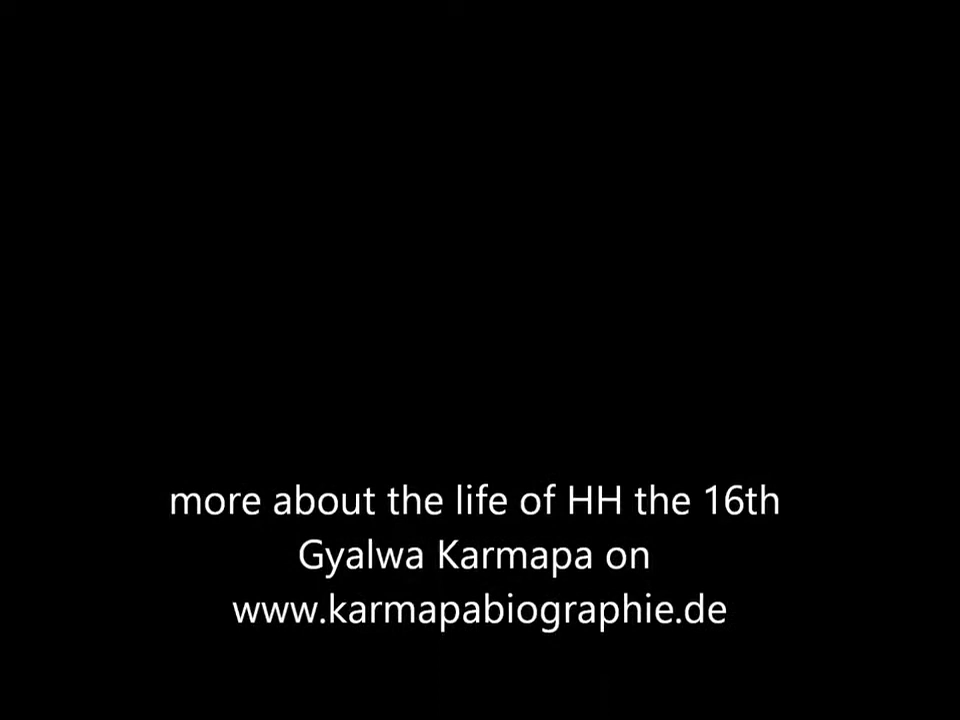 more about the life of HH the 16th
Gyalwa Karmapa on
www.karmapabiographie.de